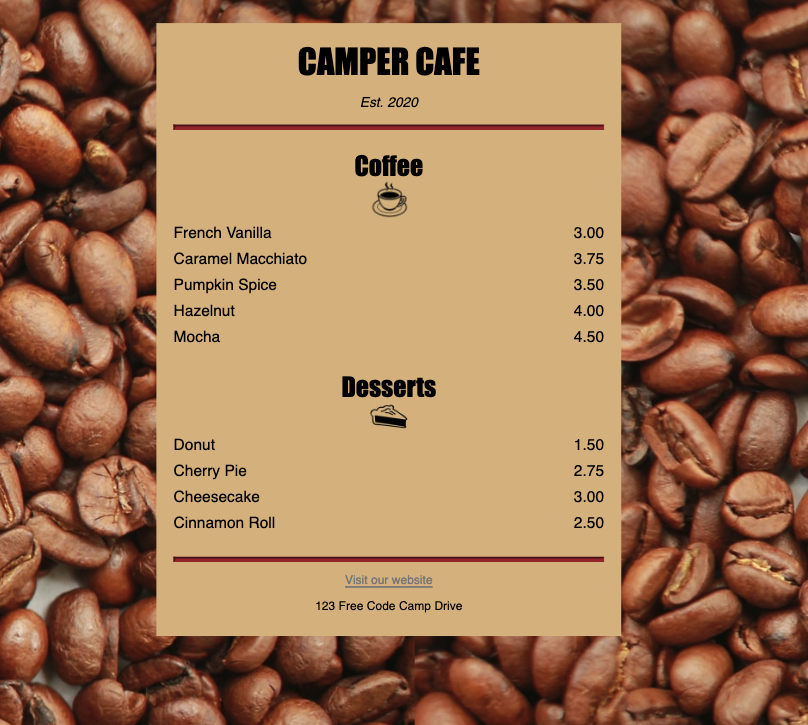 CAMPER CAFE
Est. 2020
Coffee
French Vanilla 3.00
Caramel Macchiato 3.75
Pumpkin Spice 3.50
Hazelnut 4.00
Mocha 4.50
Desserts
Donut 1.50
Cherry Pie 2.75
Cheesecake 3.00
Cinnamon Roll 2.50
Visit our website
123 Free Code Camp Drive